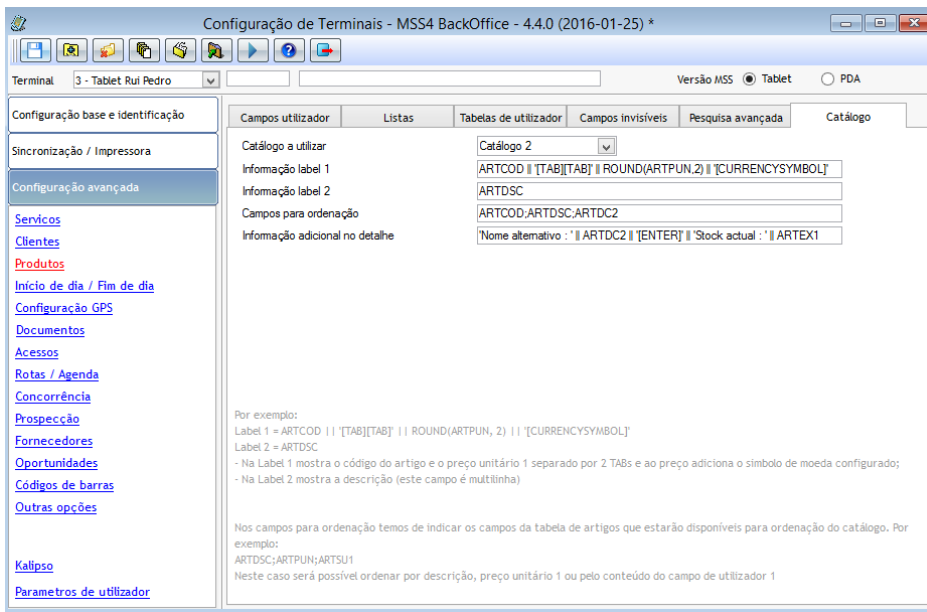 Configuração de Terminais - MSS4 BackOffice - 4.4.0 (2016-01-25) *
Terminal 3 - Tablet Rui Pedro Versão MSS Tablet PDA
Configuração base e identificação
Sincronização / Impressora
Configuração avançada
Servicos
Clientes
Produtos
Início de dia / Fim de dia
Configuração GPS
Documentos
Acessos
Rotas / Agenda
Concorrência
Prospecção
Fornecedores
Oportunidades
Códigos de barras
Outras opções
Kalipso
Parametros de utilizador
Campos utilizador Listas Tabelas de utilizador Campos invisíveis Pesquisa avançada Catálogo
Catálogo a utilizar Catálogo 2
Informação label 1 ARTCOD || '[TAB][TAB]' || ROUND(ARTPUN,2) || '[CURRENCYSYMBOL]'
Informação label 2 ARTDSC
Campos para ordenação ARTCOD;ARTDSC;ARTDC2
Informação adicional no detalhe 'Nome alternativo : ' || ARTDC2 || '[ENTER]' || 'Stock actual : ' || ARTEX1
Por exemplo:
Label 1 = ARTCOD || '[TAB][TAB]' || ROUND(ARTPUN, 2) || '[CURRENCYSYMBOL]'
Label 2 = ARTDSC
- Na Label 1 mostra o código do artigo e o preço unitário 1 separado por 2 TABs e ao preço adiciona o simbolo de moeda configurado;
- Na Label 2 mostra a descrição (este campo é multilinha)
Nos campos para ordenação temos de indicar os campos da tabela de artigos que estarão disponíveis para ordenação do catálogo. Por
exemplo:
ARTDSC;ARTPUN;ARTSU1
Neste caso será possível ordenar por descrição, preço unitário 1 ou pelo conteúdo do campo de utilizador 1